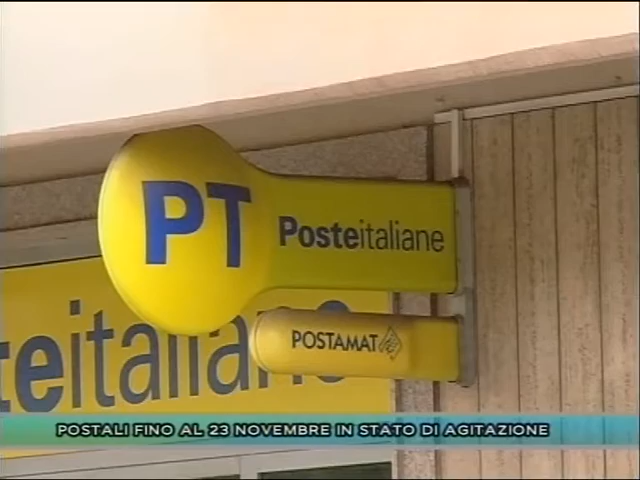 PT Posteitaliane
POSTAMAT
teitaliane
POSTALI FINO AL 23 NOVEMBRE IN STATO DI AGITAZIONE